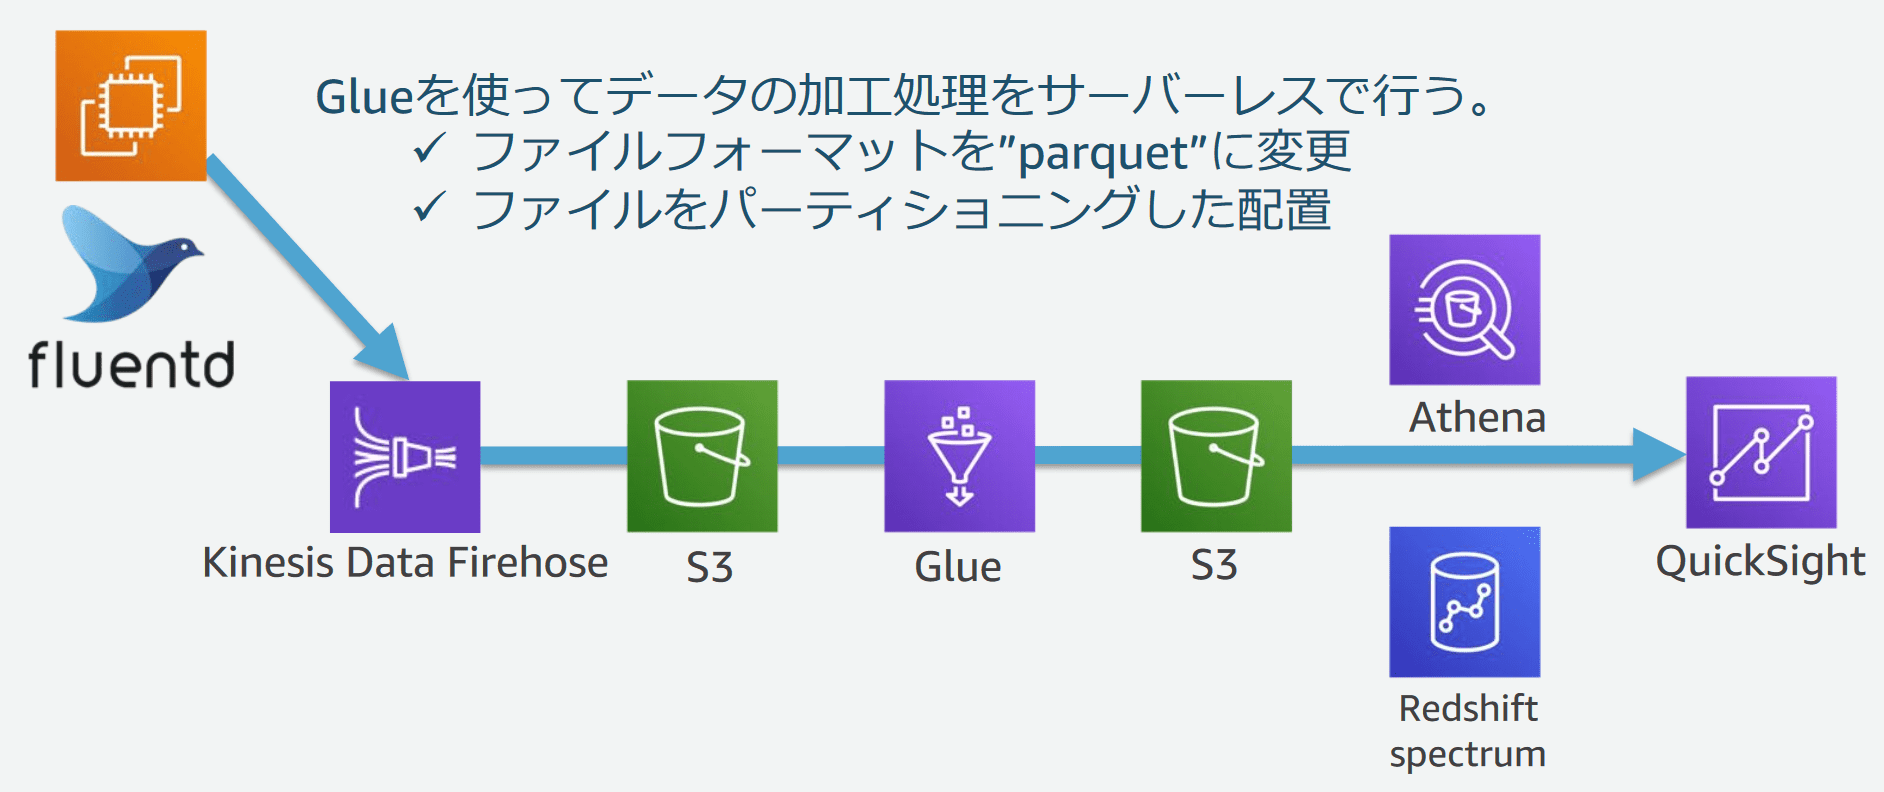 Glueを使ってデータの加工処理をサーバーレスで行う。
✓ ファイルフォーマットを"parquet"に変更
✓ ファイルをパーティショニングした配置
fluentd
Kinesis Data Firehose
S3
Glue
S3
Athena
Redshift
spectrum
QuickSight